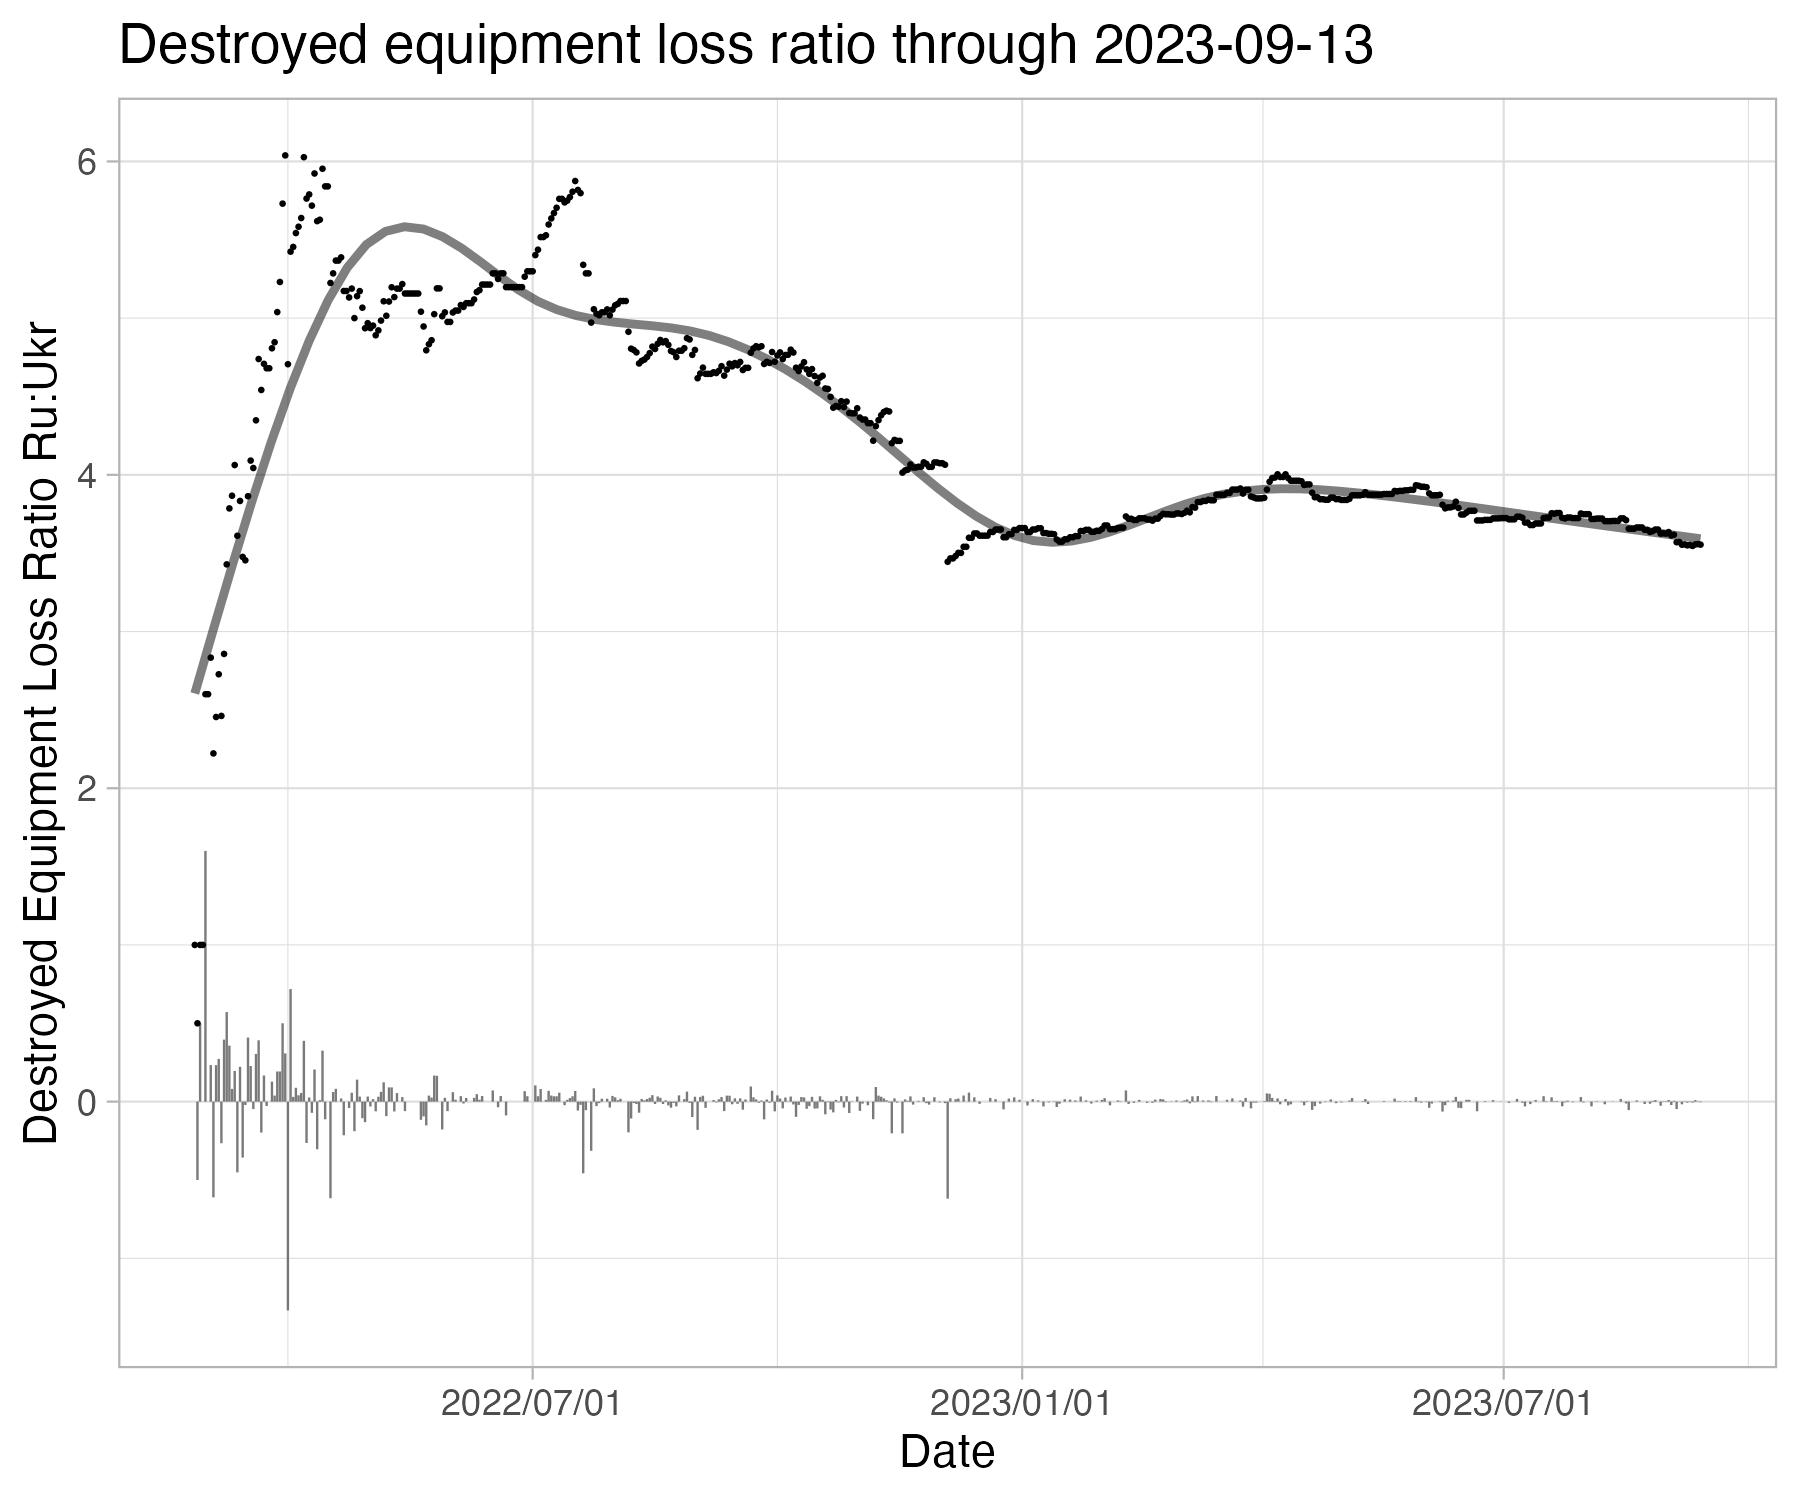 Destroyed equipment loss ratio through 2023-09-13
Destroyed Equipment Loss Ratio Ru:Ukr
6
4
2
0
2022/07/01
2023/01/01
2023/07/01
Date